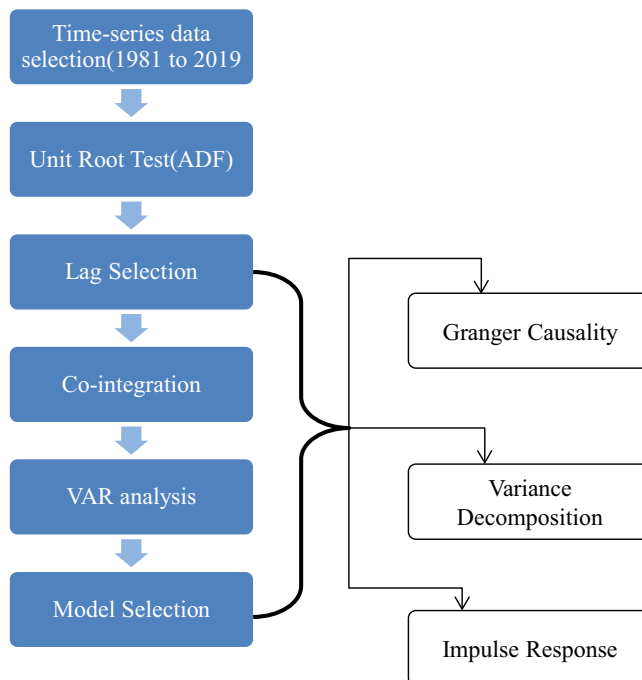 Time-series data
selection(1981 to 2019
Unit Root Test(ADF)
Lag Selection
Co-integration
VAR analysis
Model Selection
Granger Causality
Variance
Decomposition
Impulse Response